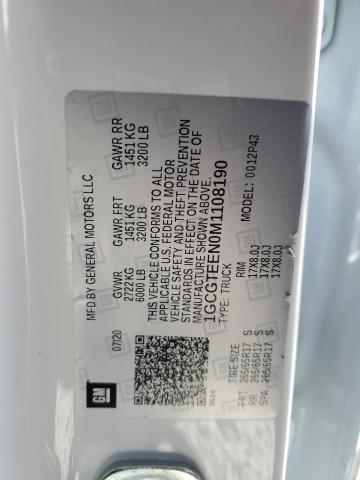 MFD BY GENERAL MOTORS LLC
07/20 GVWR GAWR FRT GAWR RR
2722 KG 1451 KG 1451 KG
6000 LB 3200 LB 3200 LB
THIS VEHICLE CONFORMS TO ALL
APPLICABLE U.S. FEDERAL MOTOR
VEHICLE SAFETY AND THEFT PREVENTION
STANDARDS IN EFFECT ON THE DATE OF
MANUFACTURE SHOWN ABOVE.
1GCGTEEN0M1108190
TYPE: TRUCK MODEL: 0012P43
TIRE SIZE RIM
FRT 265/65R17 S 17X8.0J
RR 265/65R17 S 17X8.0J
SPA 265/65R17 S 17X8.0J
GM